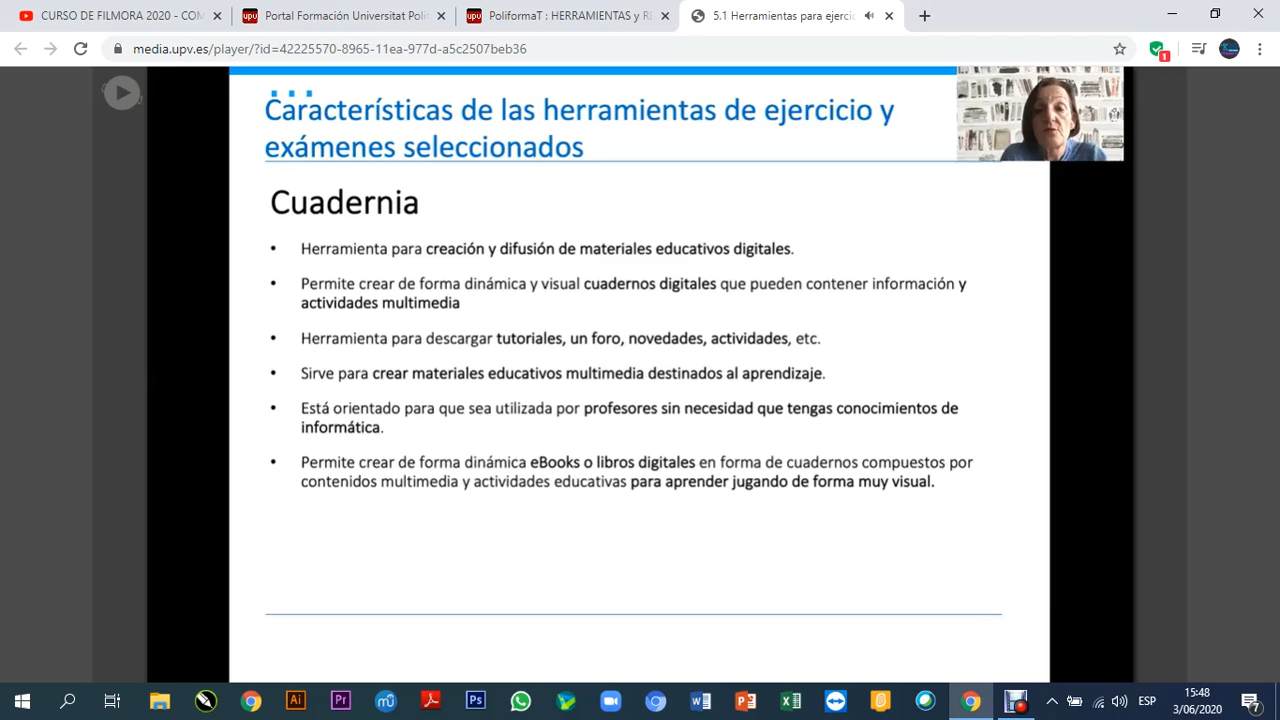 CURSO DE FILMORA 2020 - COM
Portal Formación Universitat Polit
PoliformaT : HERRAMIENTAS y RE
5.1 Herramientas para ejercicio
media.upv.es/player/?id=42225570-8965-11ea-977d-a5c2507beb36
1
...
Características de las herramientas de ejercicio y
exámenes seleccionados
Cuadernia
• Herramienta para creación y difusión de materiales educativos digitales.
• Permite crear de forma dinámica y visual cuadernos digitales que pueden contener información y
actividades multimedia
• Herramienta para descargar tutoriales, un foro, novedades, actividades, etc.
• Sirve para crear materiales educativos multimedia destinados al aprendizaje.
• Está orientado para que sea utilizada por profesores sin necesidad que tengas conocimientos de
informática.
• Permite crear de forma dinámica eBooks o libros digitales en forma de cuadernos compuestos por
contenidos multimedia y actividades educativas para aprender jugando de forma muy visual.
ESP
15:48
3/06/2020
7